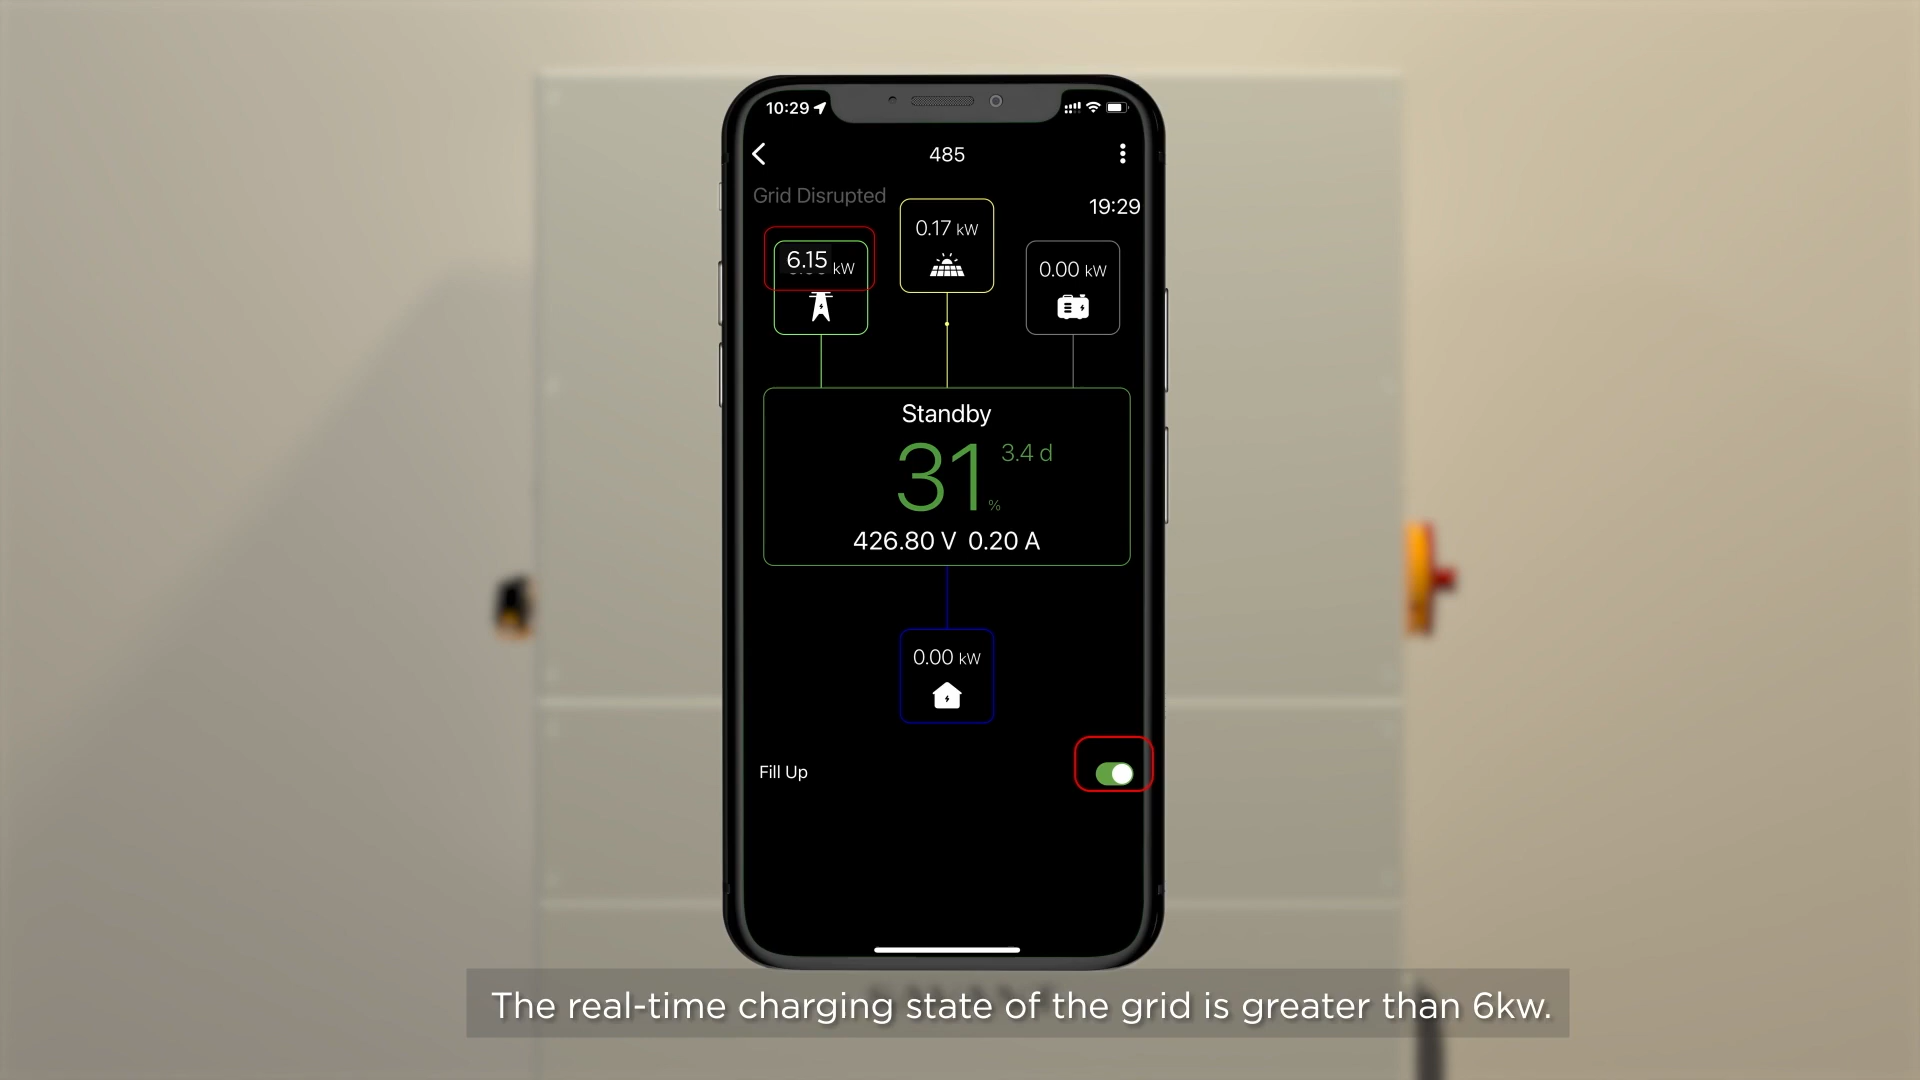 10:29
485
Grid Disrupted
19:29
0.17 kW
6.15 kW
0.00 kW
Standby
31 %
3.4 d
426.80 V 0.20 A
0.00 kW
Fill Up
The real-time charging state of the grid is greater than 6kw.